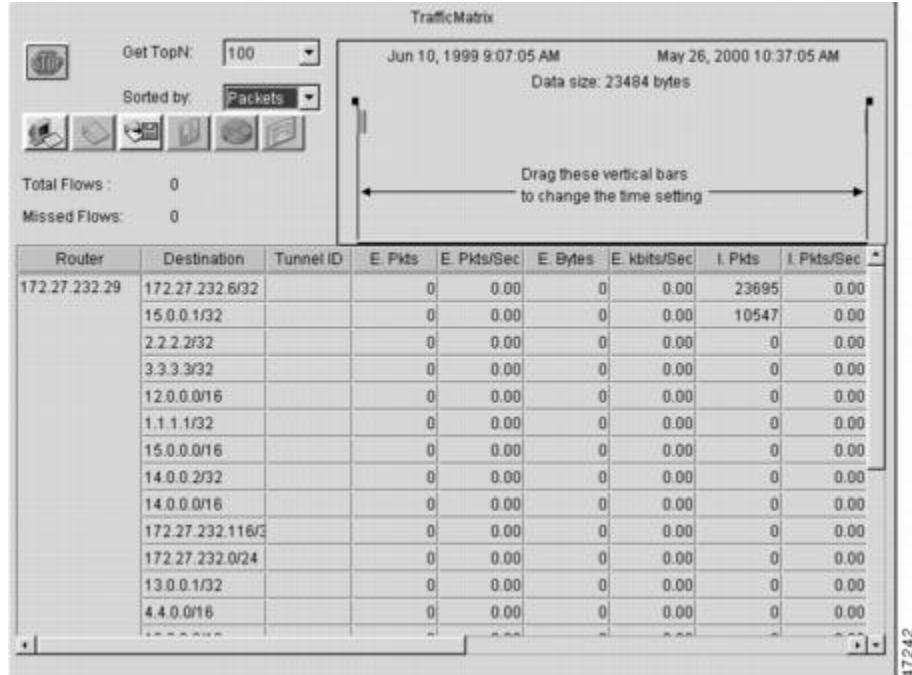 TrafficMatrix
Get TopN: 100
Sorted by: Packets
Total Flows : 0
Missed Flows: 0
Jun 10, 1999 9:07:05 AM May 26, 2000 10:37:05 AM
Data size: 23484 bytes
Drag these vertical bars
to change the time setting
Router Destination Tunnel ID E. Pkts E. Pkts/Sec E. Bytes E. kbits/Sec I. Pkts I. Pkts/Sec
172.27.232.29 172.27.232.6/32 0 0.00 0 0.00 23695 0.00
15.0.0.1/32 0 0.00 0 0.00 10547 0.00
2.2.2.2/32 0 0.00 0 0.00 0 0.00
3.3.3.3/32 0 0.00 0 0.00 0 0.00
12.0.0.0/16 0 0.00 0 0.00 0 0.00
1.1.1.1/32 0 0.00 0 0.00 0 0.00
15.0.0.0/16 0 0.00 0 0.00 0 0.00
14.0.0.2/32 0 0.00 0 0.00 0 0.00
14.0.0.0/16 0 0.00 0 0.00 0 0.00
172.27.232.116/3 0 0.00 0 0.00 0 0.00
172.27.232.0/24 0 0.00 0 0.00 0 0.00
13.0.0.1/32 0 0.00 0 0.00 0 0.00
4.4.0.0/16 0 0.00 0 0.00 0 0.00
47242